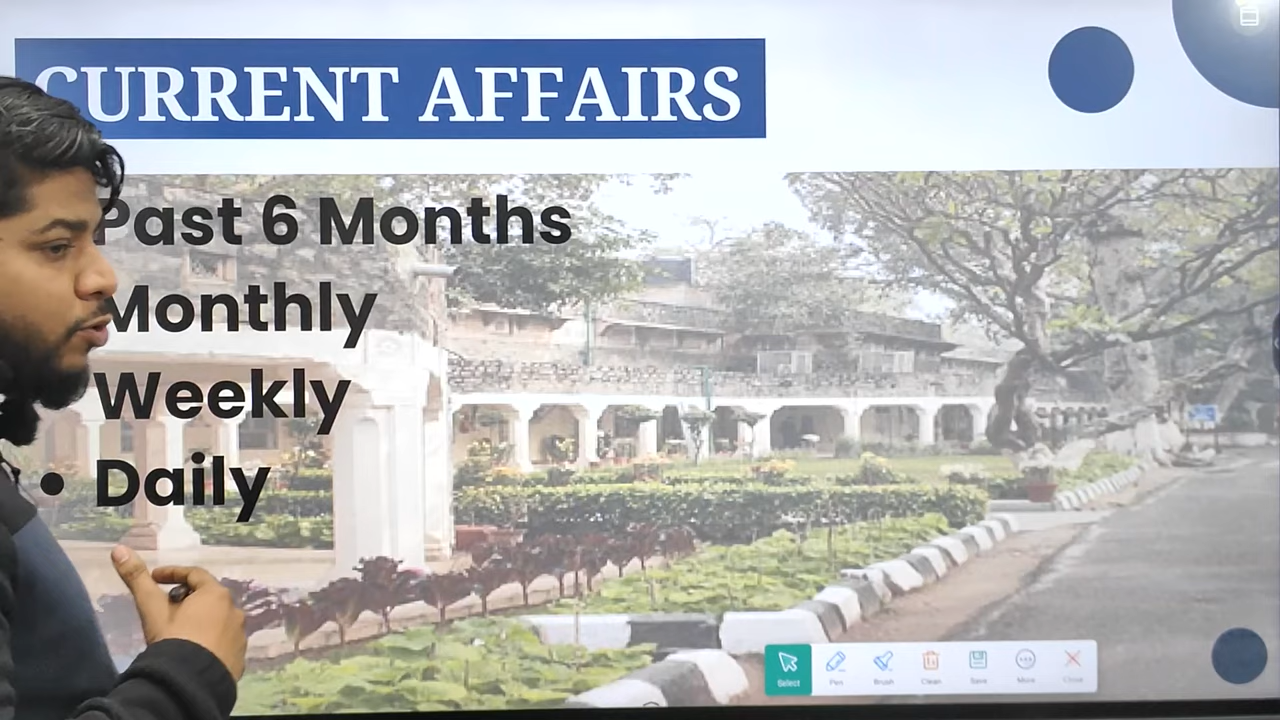 CURRENT AFFAIRS
Past 6 Months
Monthly
Weekly
• Daily
Select
Pen
Brush
Clean
Save
More
Close